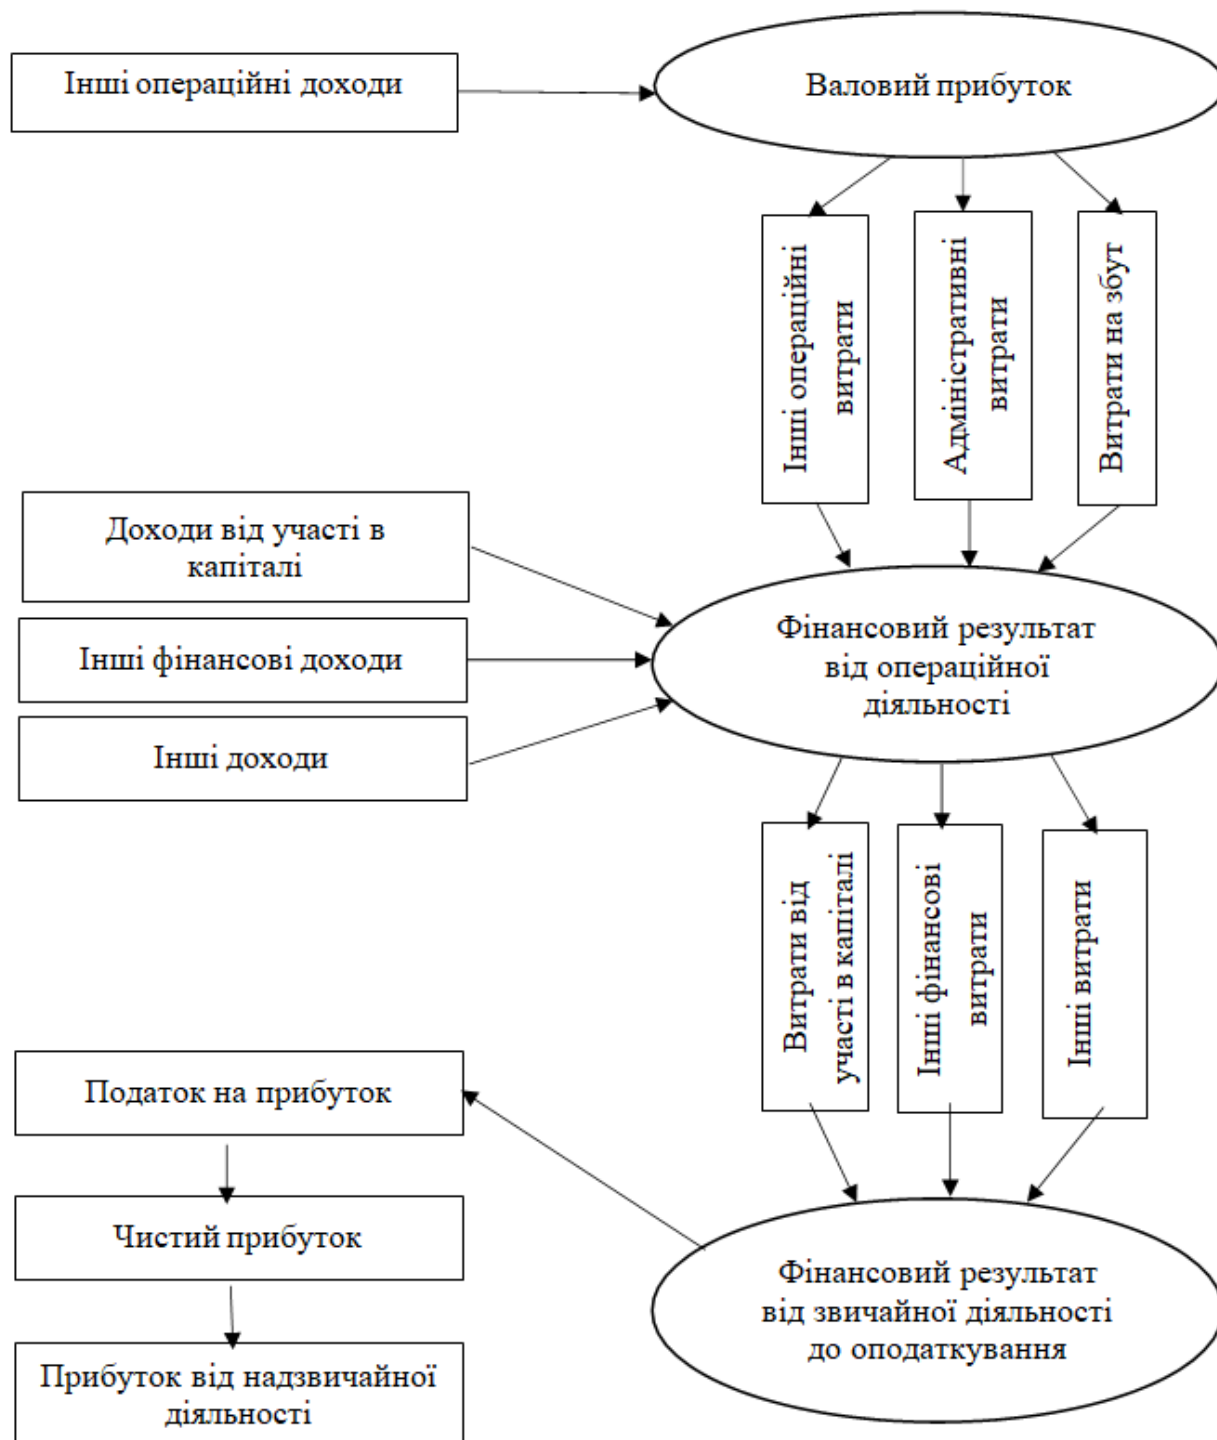 Інші операційні доходи
Валовий прибуток
Інші операційні
витрати
Адміністративні
витрати
Витрати на збут
Доходи від участі в
капіталі
Інші фінансові доходи
Інші доходи
Фінансовий результат
від операційної
діяльності
Витрати від
участі в капіталі
Інші фінансові
витрати
Інші витрати
Податок на прибуток
Чистий прибуток
Прибуток від надзвичайної
діяльності
Фінансовий результат
від звичайної діяльності
до оподаткування